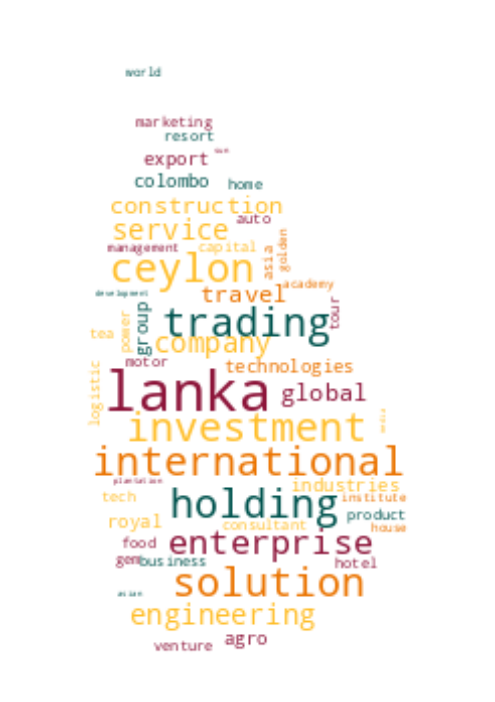 world
marketing
resort
export sun
colombo home
construction
auto
service
management capital
ceylon asia golden
development travel academy
group trading tour
tea power company
motor technologies
logistic lanka global
investment media
international
plantation industries
tech holding institute
royal consultant product
house
food enterprise
gem business hotel
solution
asian
engineering
venture agro